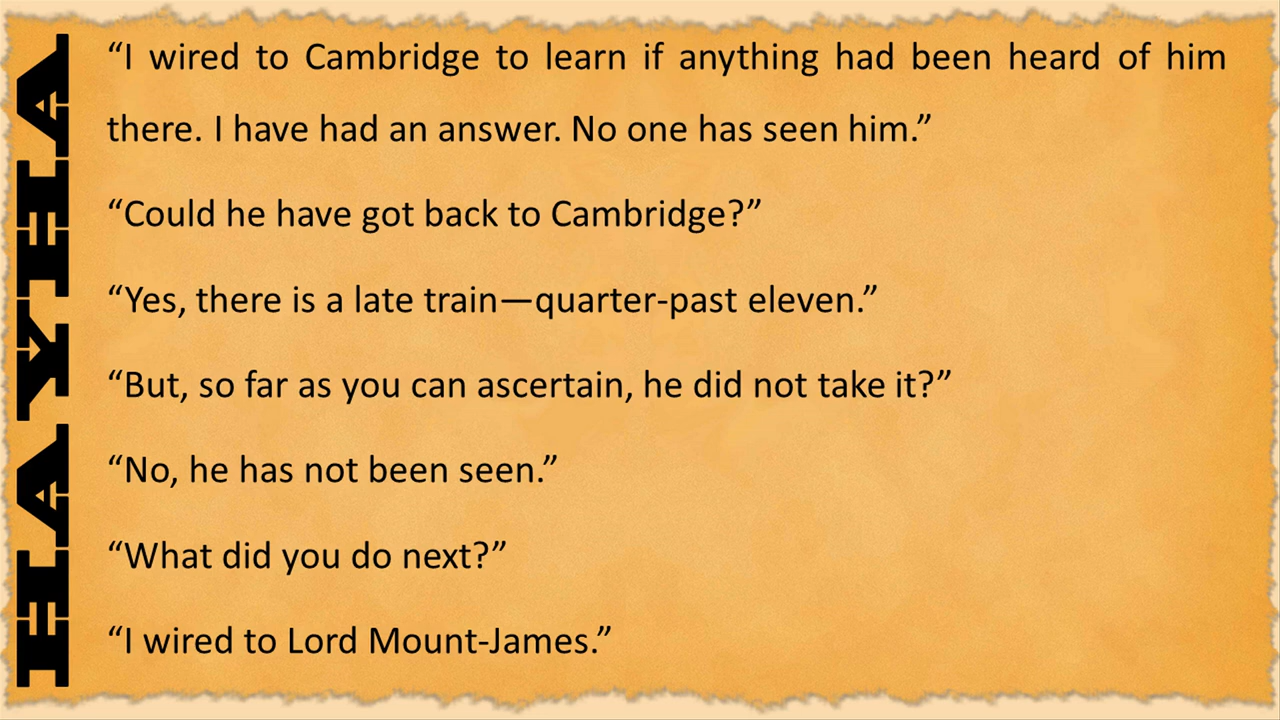 HAYHA
“I wired to Cambridge to learn if anything had been heard of him
there. I have had an answer. No one has seen him.”
“Could he have got back to Cambridge?”
“Yes, there is a late train—quarter-past eleven.”
“But, so far as you can ascertain, he did not take it?”
“No, he has not been seen.”
“What did you do next?”
“I wired to Lord Mount-James.”